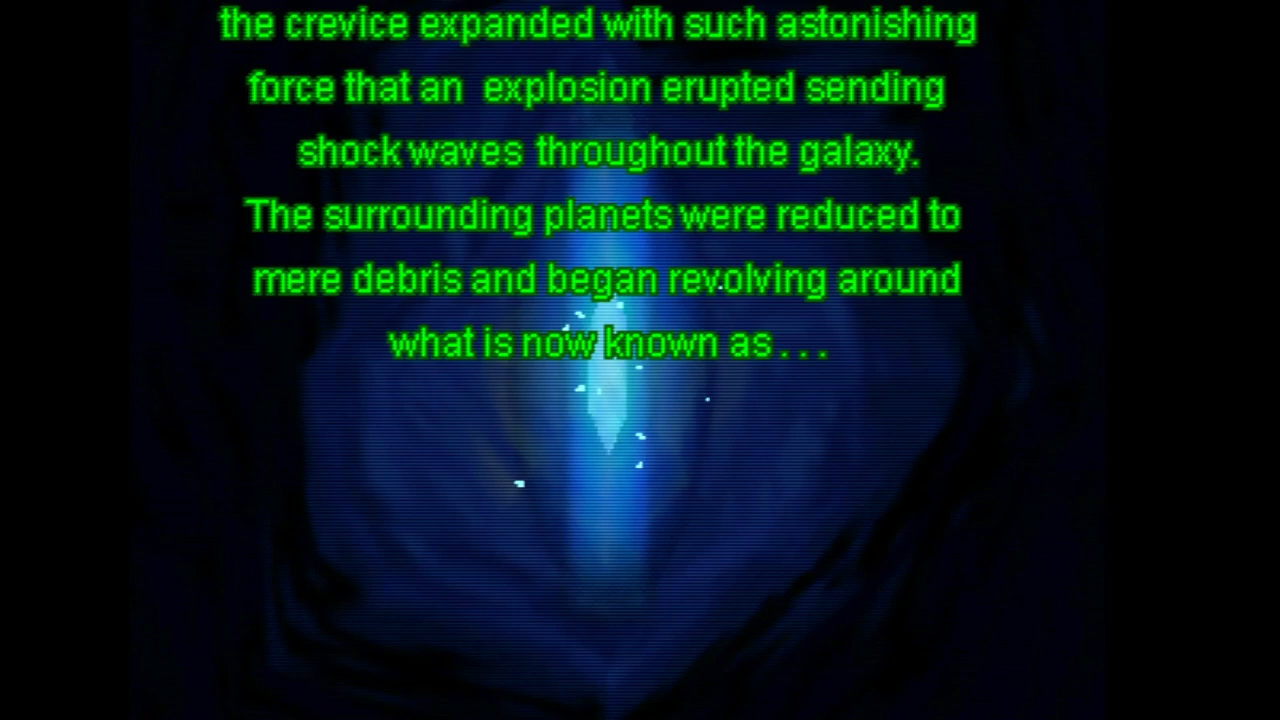 the crevice expanded with such astonishing
force that an explosion erupted sending
shock waves throughout the galaxy.
The surrounding planets were reduced to
mere debris and began revolving around
what is now known as . . .